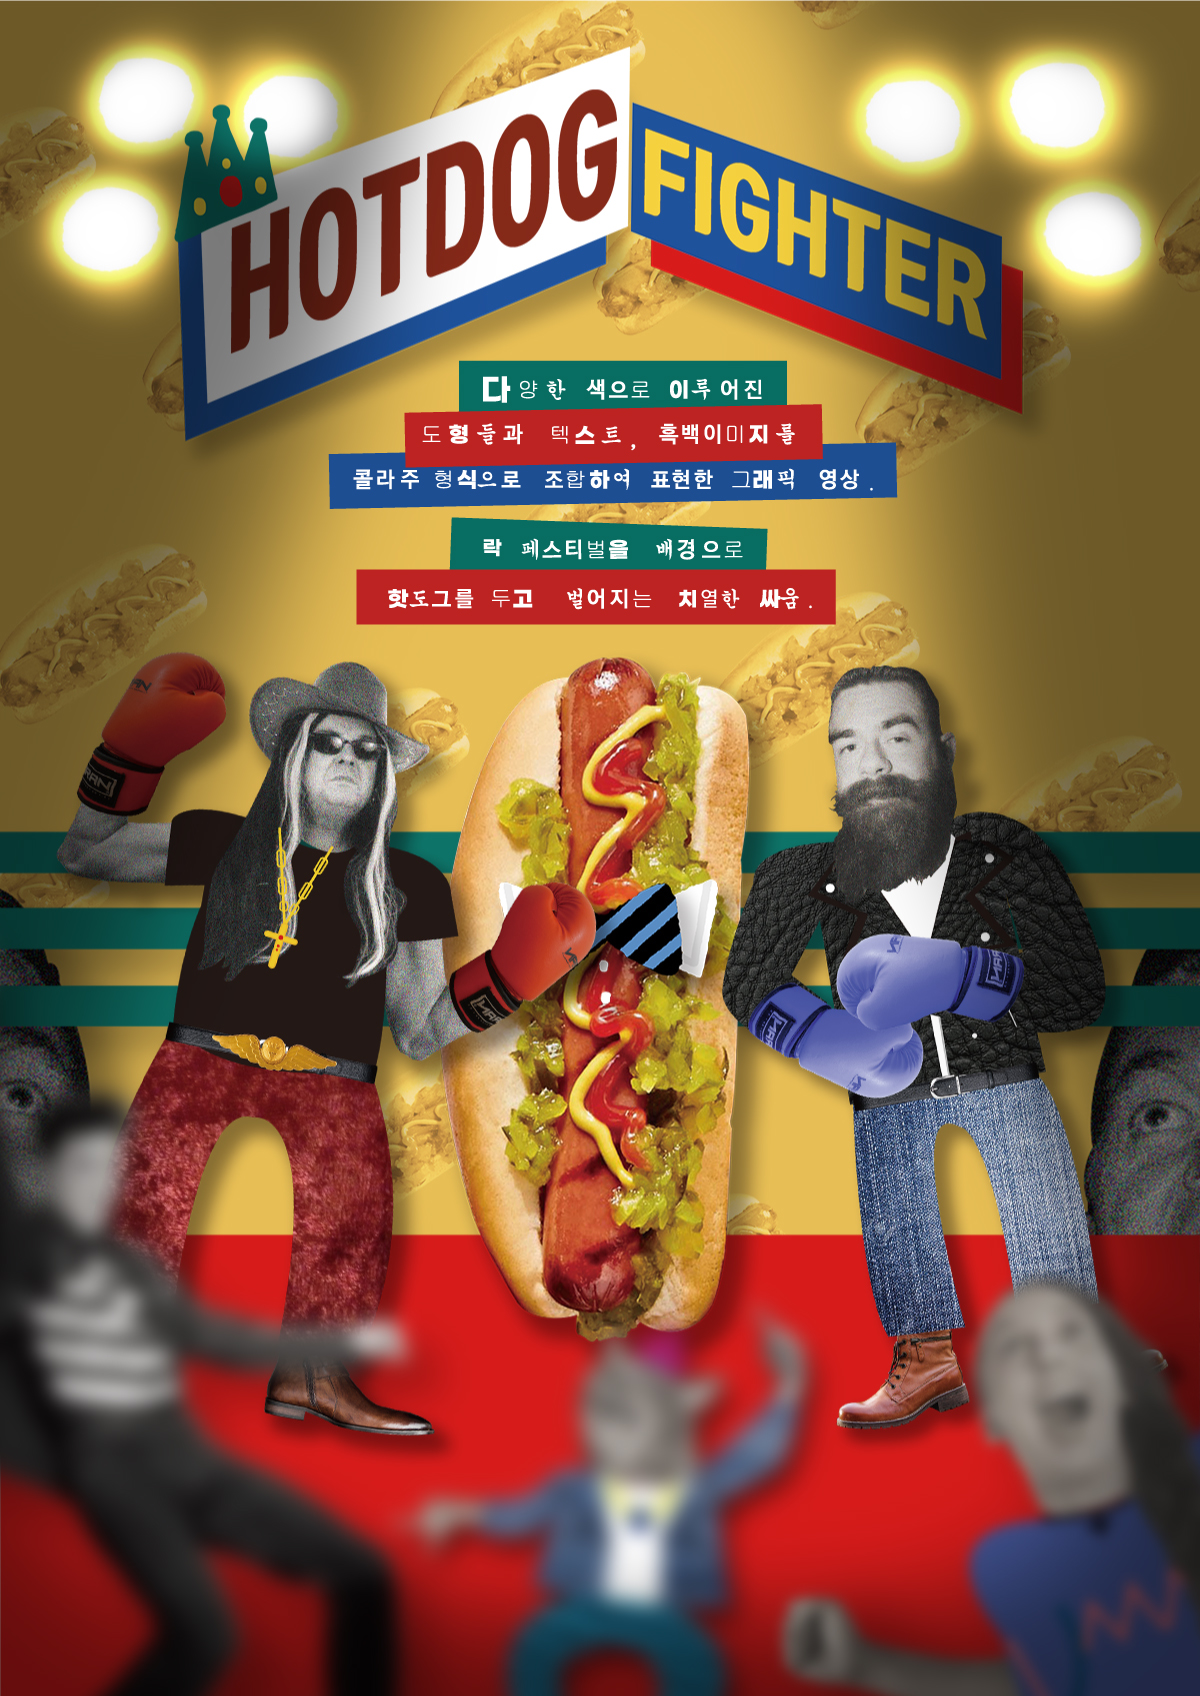 HOTDOG
FIGHTER
다양한 색으로 이루어진
도형들과 텍스트, 흑백이미지를
콜라주 형식으로 조합하여 표현한 그래픽 영상.
락 페스티벌을 배경으로
핫도그를 두고 벌어지는 치열한 싸움.